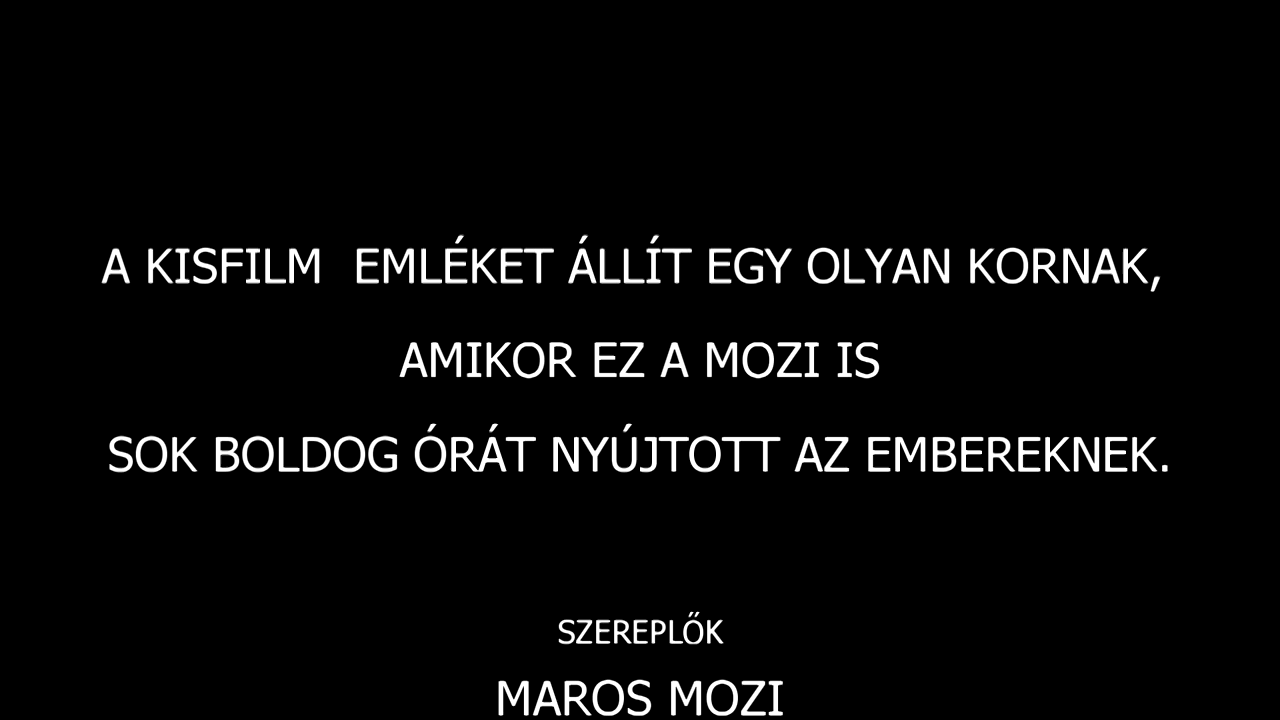 A KISFILM  EMLÉKET ÁLLÍT EGY OLYAN KORNAK,
AMIKOR EZ A MOZI IS
SOK BOLDOG ÓRÁT NYÚJTOTT AZ EMBEREKNEK.
SZEREPLŐK
MAROS MOZI